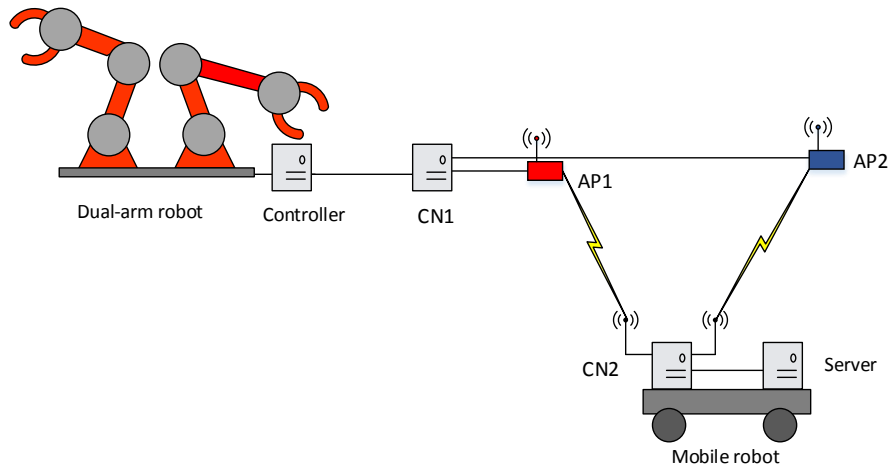 AP1
AP2
Dual-arm robot
Controller
CN1
CN2
Server
Mobile robot